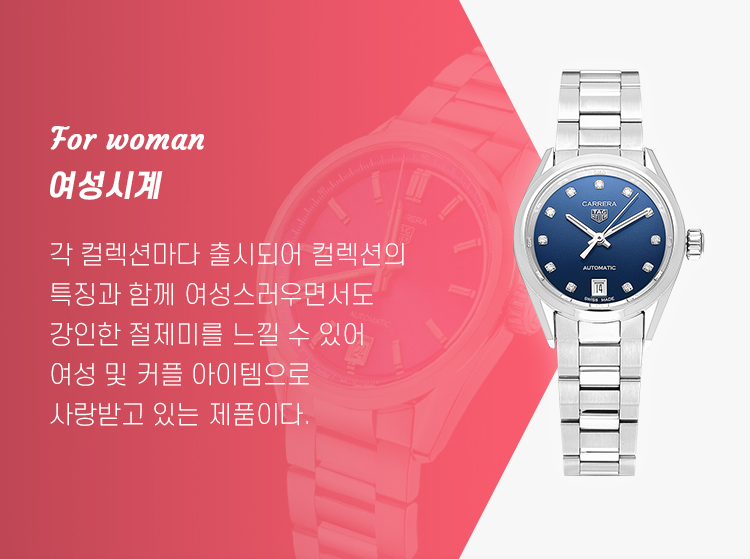 For woman
여성시계
각 컬렉션마다 출시되어 컬렉션의
특징과 함께 여성스러우면서도
강인한 절제미를 느낄 수 있어
여성 및 커플 아이템으로
사랑받고 있는 제품이다.
CARRERA
TAG
AUTOMATIC
14
SWISS MADE
AUTOMATIC